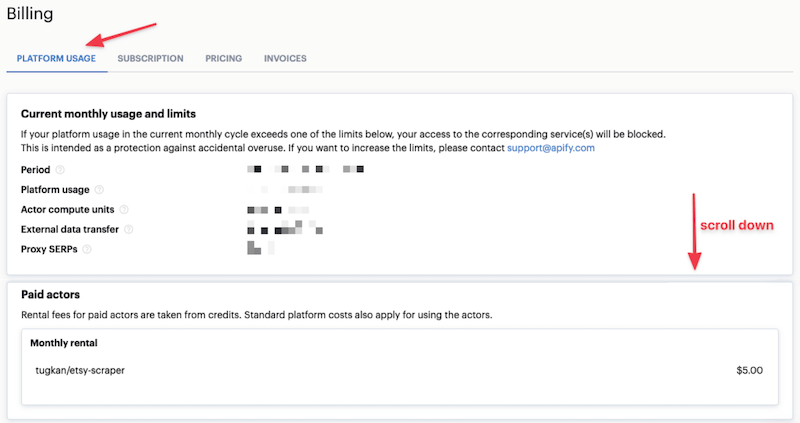 Billing
PLATFORM USAGE SUBSCRIPTION PRICING INVOICES
Current monthly usage and limits
If your platform usage in the current monthly cycle exceeds one of the limits below, your access to the corresponding service(s) will be blocked.
This is intended as a protection against accidental overuse. If you want to increase the limits, please contact support@apify.com
Period ?
Platform usage ?
Actor compute units ?
External data transfer ?
Proxy SERPs ?
scroll down
Paid actors
Rental fees for paid actors are taken from credits. Standard platform costs also apply for using the actors.
Monthly rental
tugkan/etsy-scraper $5.00